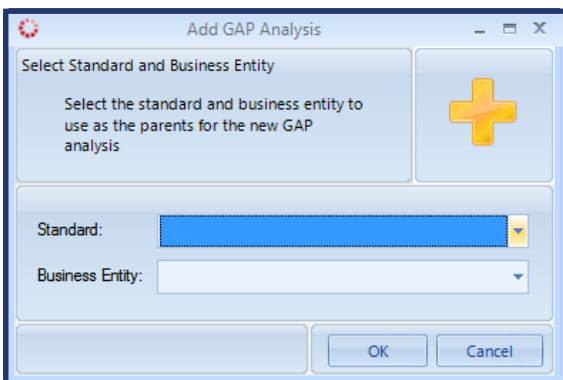 Add GAP Analysis
Select Standard and Business Entity
Select the standard and business entity to
use as the parents for the new GAP
analysis
Standard:
Business Entity:
OK Cancel